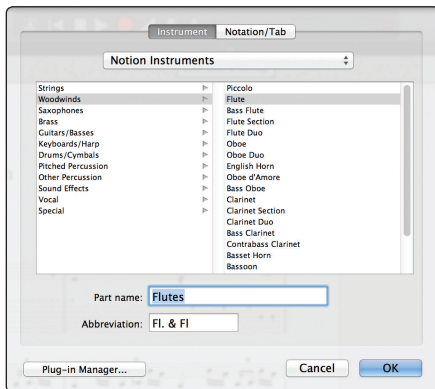 Instrument Notation/Tab
Notion Instruments
Strings
Woodwinds
Saxophones
Brass
Guitars/Basses
Keyboards/Harp
Drums/Cymbals
Pitched Percussion
Other Percussion
Sound Effects
Vocal
Special
Piccolo
Flute
Bass Flute
Flute Section
Flute Duo
Oboe
Oboe Duo
English Horn
Oboe d'Amore
Bass Oboe
Clarinet
Clarinet Section
Clarinet Duo
Bass Clarinet
Contrabass Clarinet
Basset Horn
Bassoon
Part name: Flutes
Abbreviation: Fl. & Fl
Plug-in Manager... Cancel OK